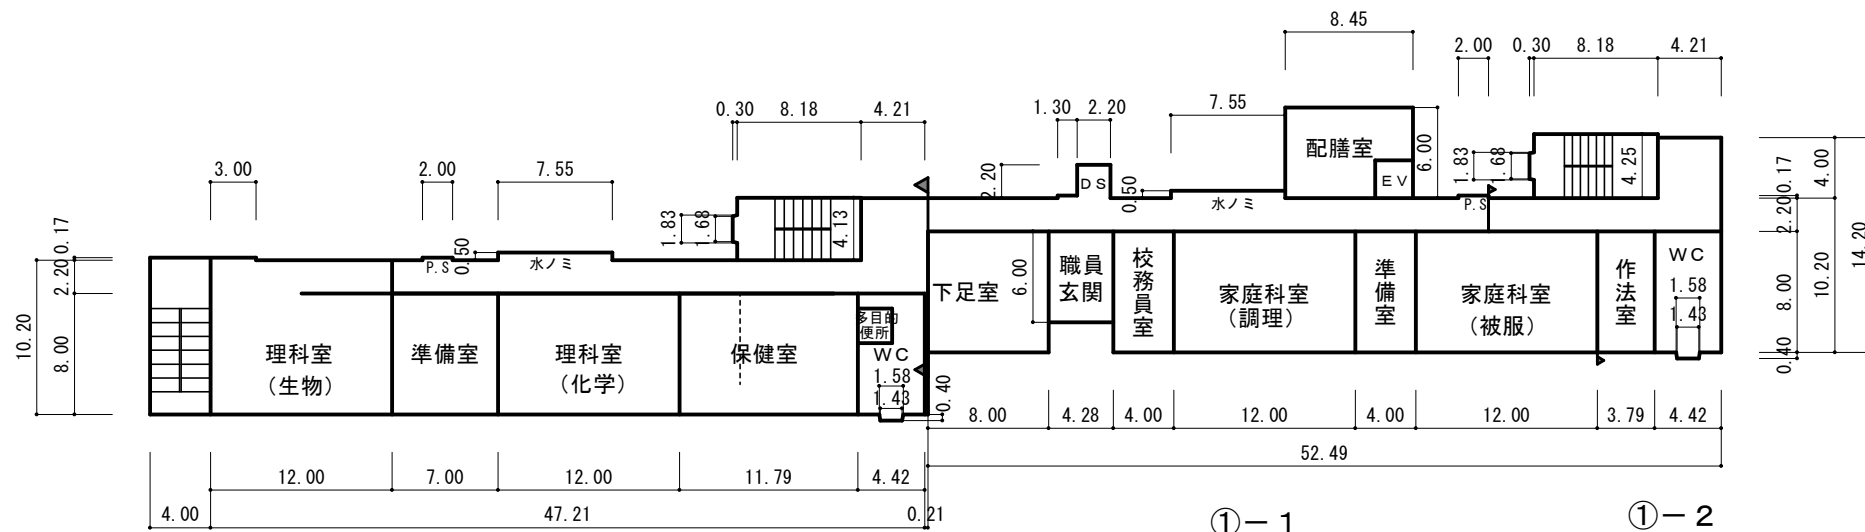 8.45
2.00 0.30 8.18 4.21
0.30 8.18 4.21
1.30 2.20
7.55
3.00 2.00 7.55
配膳室
6.00
EV
1.83
1.68
4.25
0.17
4.00
2.20
DS
0.50
水ノミ
P.S
2.20
14.20
10.20
8.00
0.40
1.83
1.68
4.13
0.17
2.20
10.20
8.00
P.S
0.50
水ノミ
下足室
6.00
職員
玄関
校務員室
家庭科室
(調理)
準備室
家庭科室
(被服)
作法室
WC
1.58
1.43
理科室
(生物)
準備室
理科室
(化学)
保健室
多目的
便所
WC
1.58
1.43
0.40
8.00 4.28 4.00 12.00 4.00 12.00 3.79 4.42
52.49
12.00 7.00 12.00 11.79 4.42
4.00 47.21 0.21
①－1
①－2